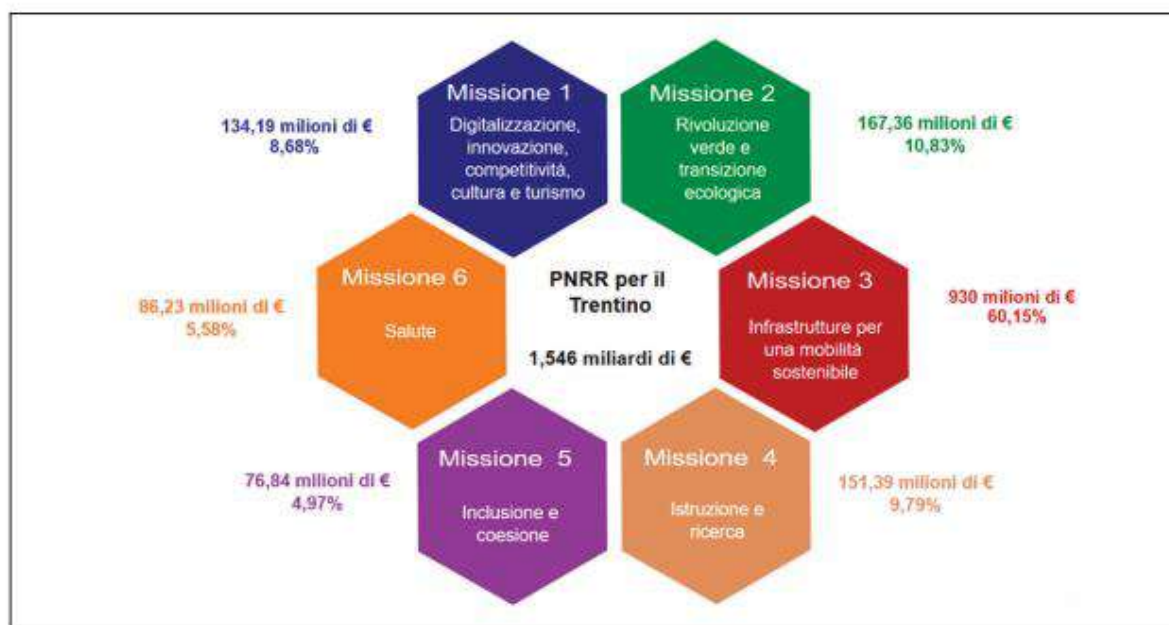 Missione 1
Digitalizzazione,
innovazione,
competitività,
cultura e turismo
134,19 milioni di €
8,68%
Missione 2
Rivoluzione
verde e
transizione
ecologica
167,36 milioni di €
10,83%
Missione 6
Salute
86,23 milioni di €
5,58%
PNRR per il
Trentino
1,546 miliardi di €
Missione 3
Infrastrutture per
una mobilità
sostenibile
930 milioni di €
60,15%
Missione 5
Inclusione e
coesione
76,84 milioni di €
4,97%
Missione 4
Istruzione e
ricerca
151,39 milioni di €
9,79%